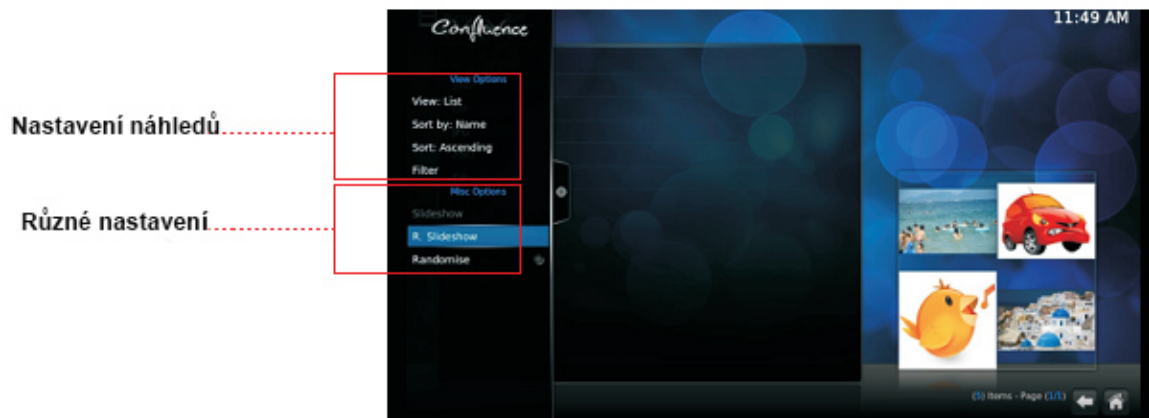 Confluence
11:49 AM
View Options
View: List
Sort by: Name
Sort: Ascending
Filter
Nastavení náhledů
Misc Options
Slideshow
R. Slideshow
Randomise
Různé nastavení
(5) Items - Page (1/1)